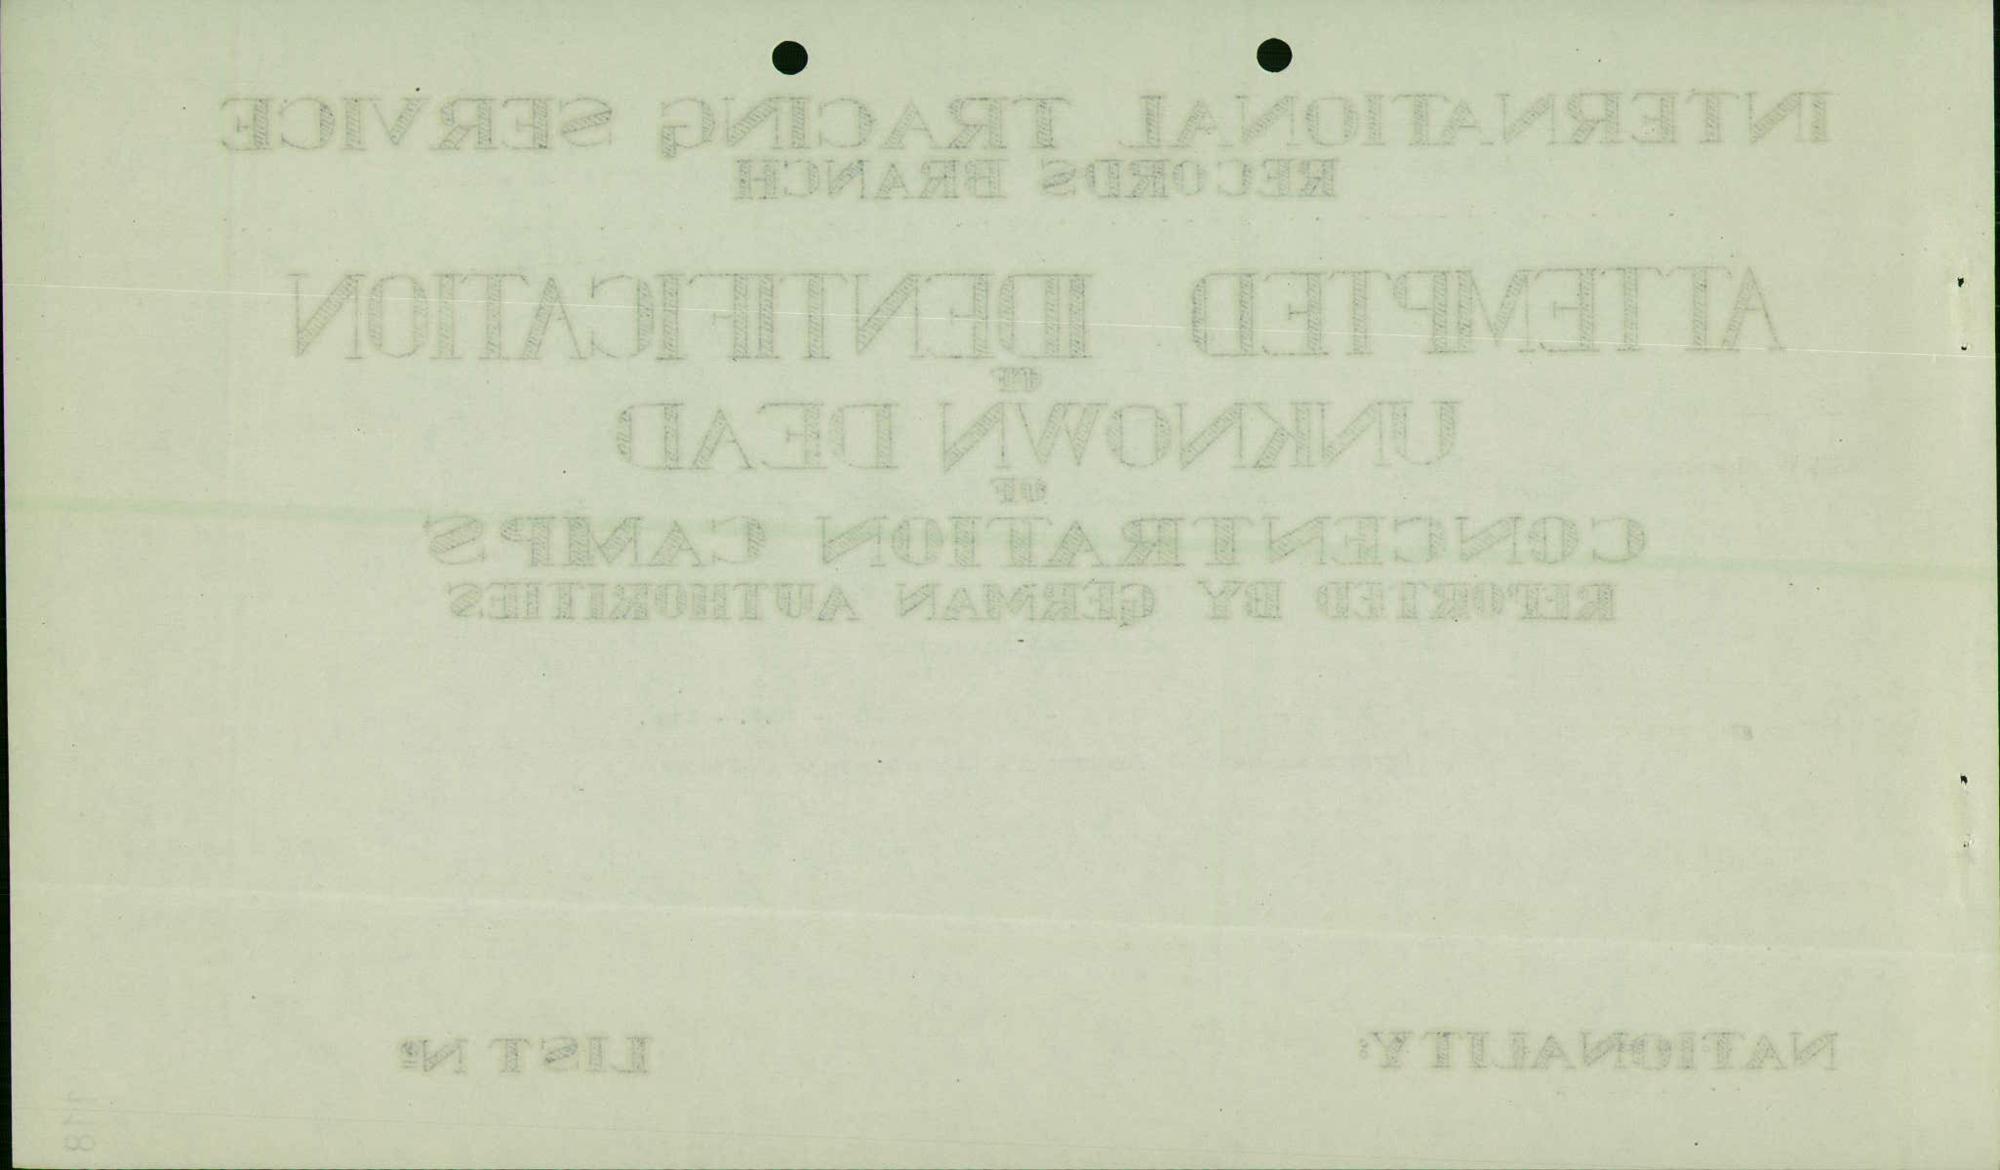 INTERNATIONAL TRACING SERVICE
RECORDS BRANCH
ATTEMPTED IDENTIFICATION
OF
UNKNOWN DEAD
OF
CONCENTRATION CAMPS
REPORTED BY GERMAN AUTHORITIES
NATIONALITY: LIST Nº
118